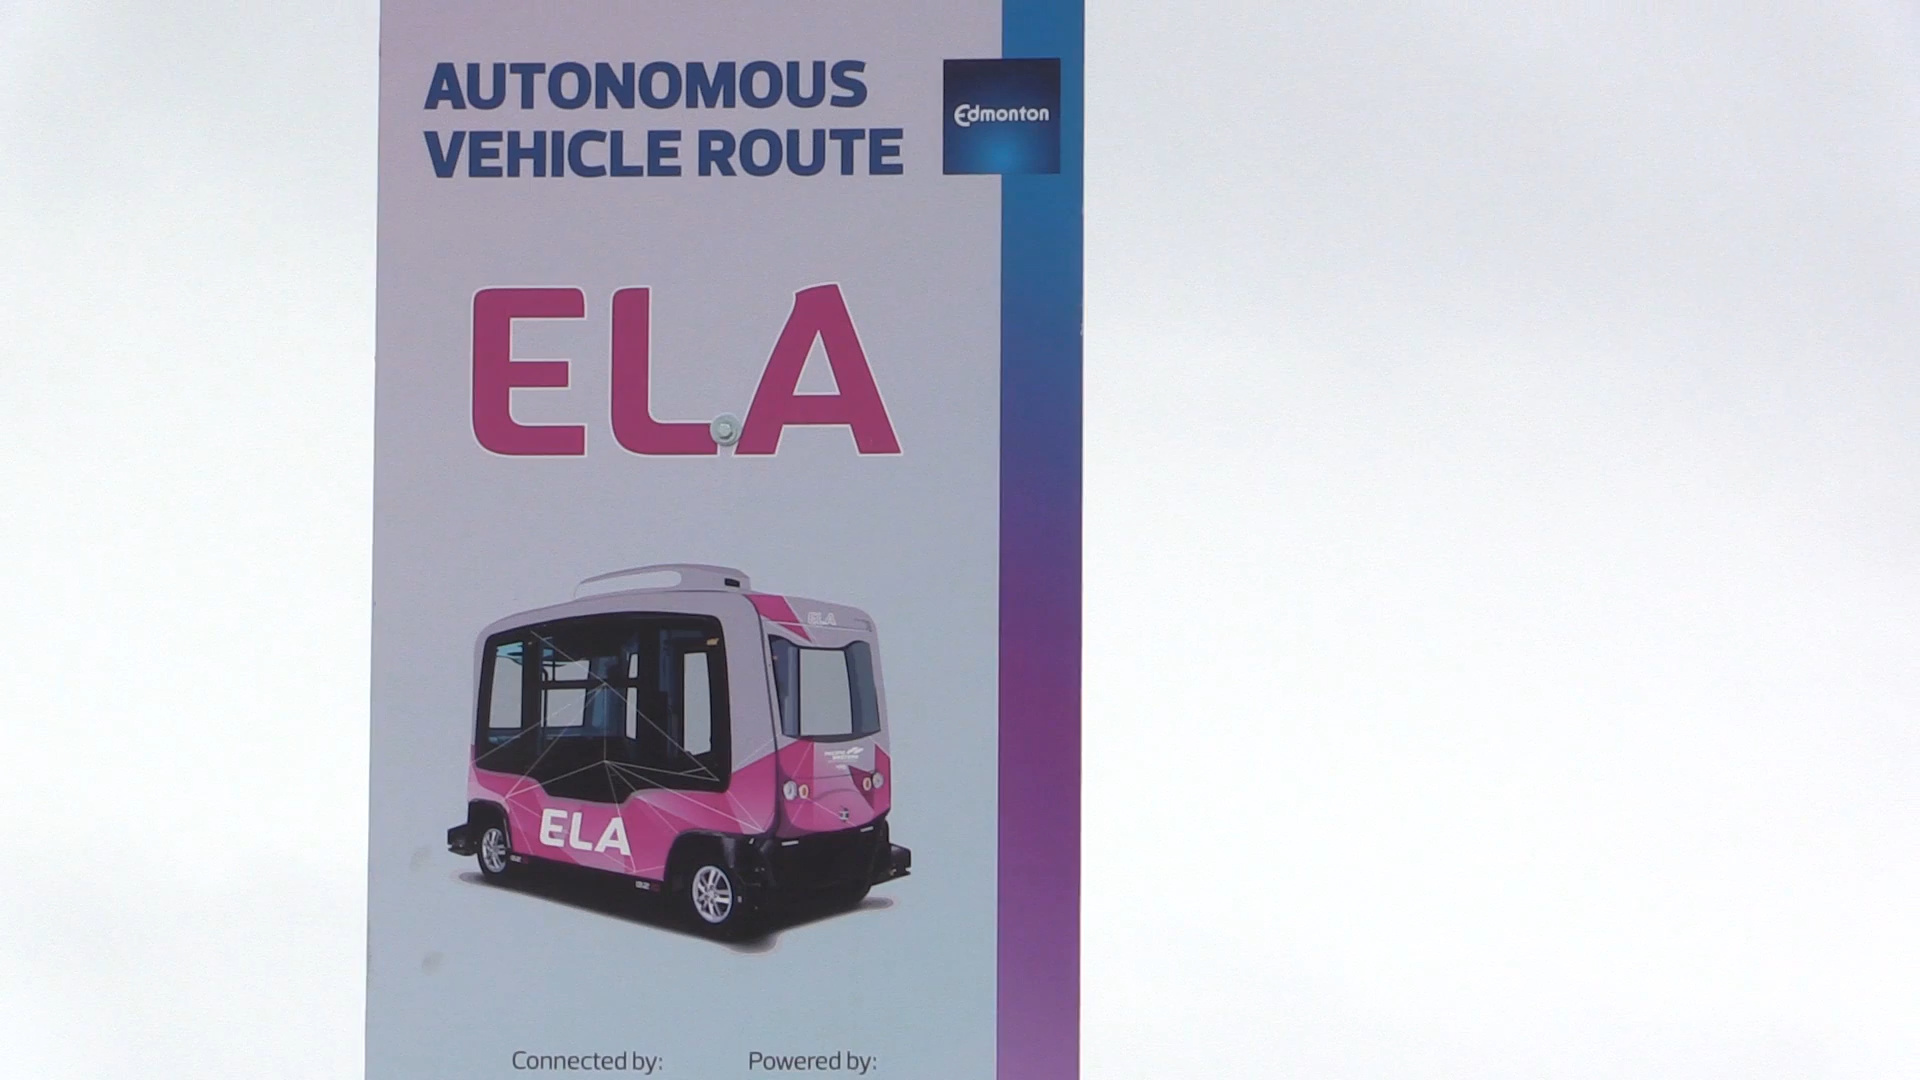 AUTONOMOUS
VEHICLE ROUTE
Edmonton
ELA
ELA
ELA
Connected by:
Powered by: